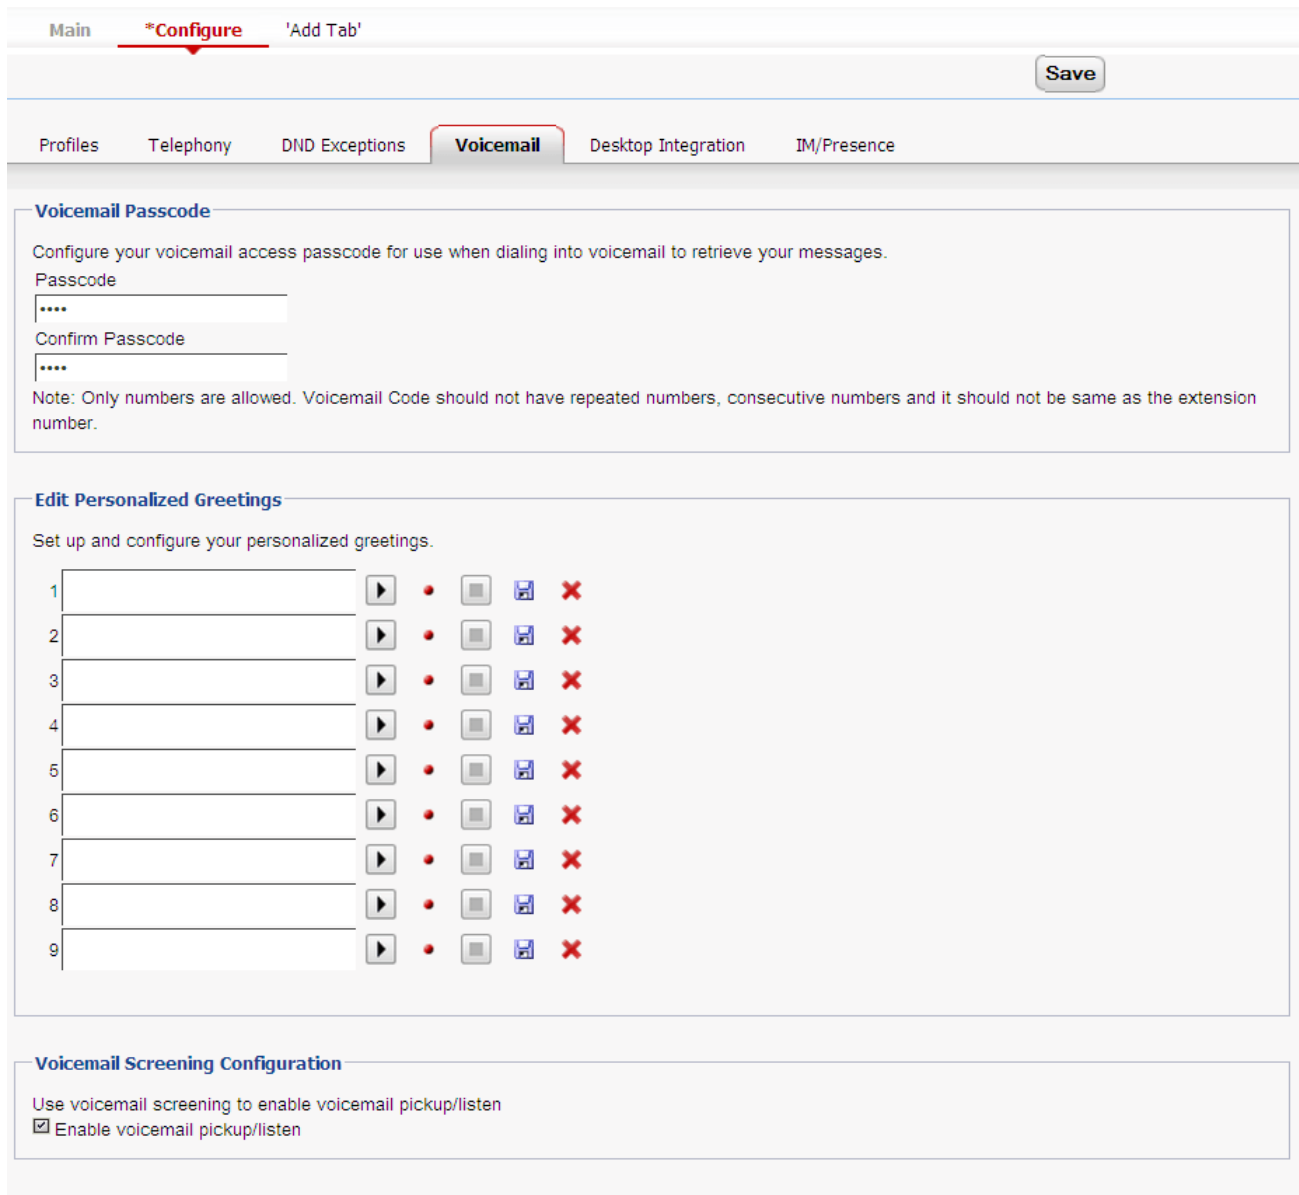 Main *Configure 'Add Tab'
Save
Profiles Telephony DND Exceptions Voicemail Desktop Integration IM/Presence
Voicemail Passcode
Configure your voicemail access passcode for use when dialing into voicemail to retrieve your messages.
Passcode
••••
Confirm Passcode
••••
Note: Only numbers are allowed. Voicemail Code should not have repeated numbers, consecutive numbers and it should not be same as the extension
number.
Edit Personalized Greetings
Set up and configure your personalized greetings.
1
2
3
4
5
6
7
8
9
Voicemail Screening Configuration
Use voicemail screening to enable voicemail pickup/listen
Enable voicemail pickup/listen